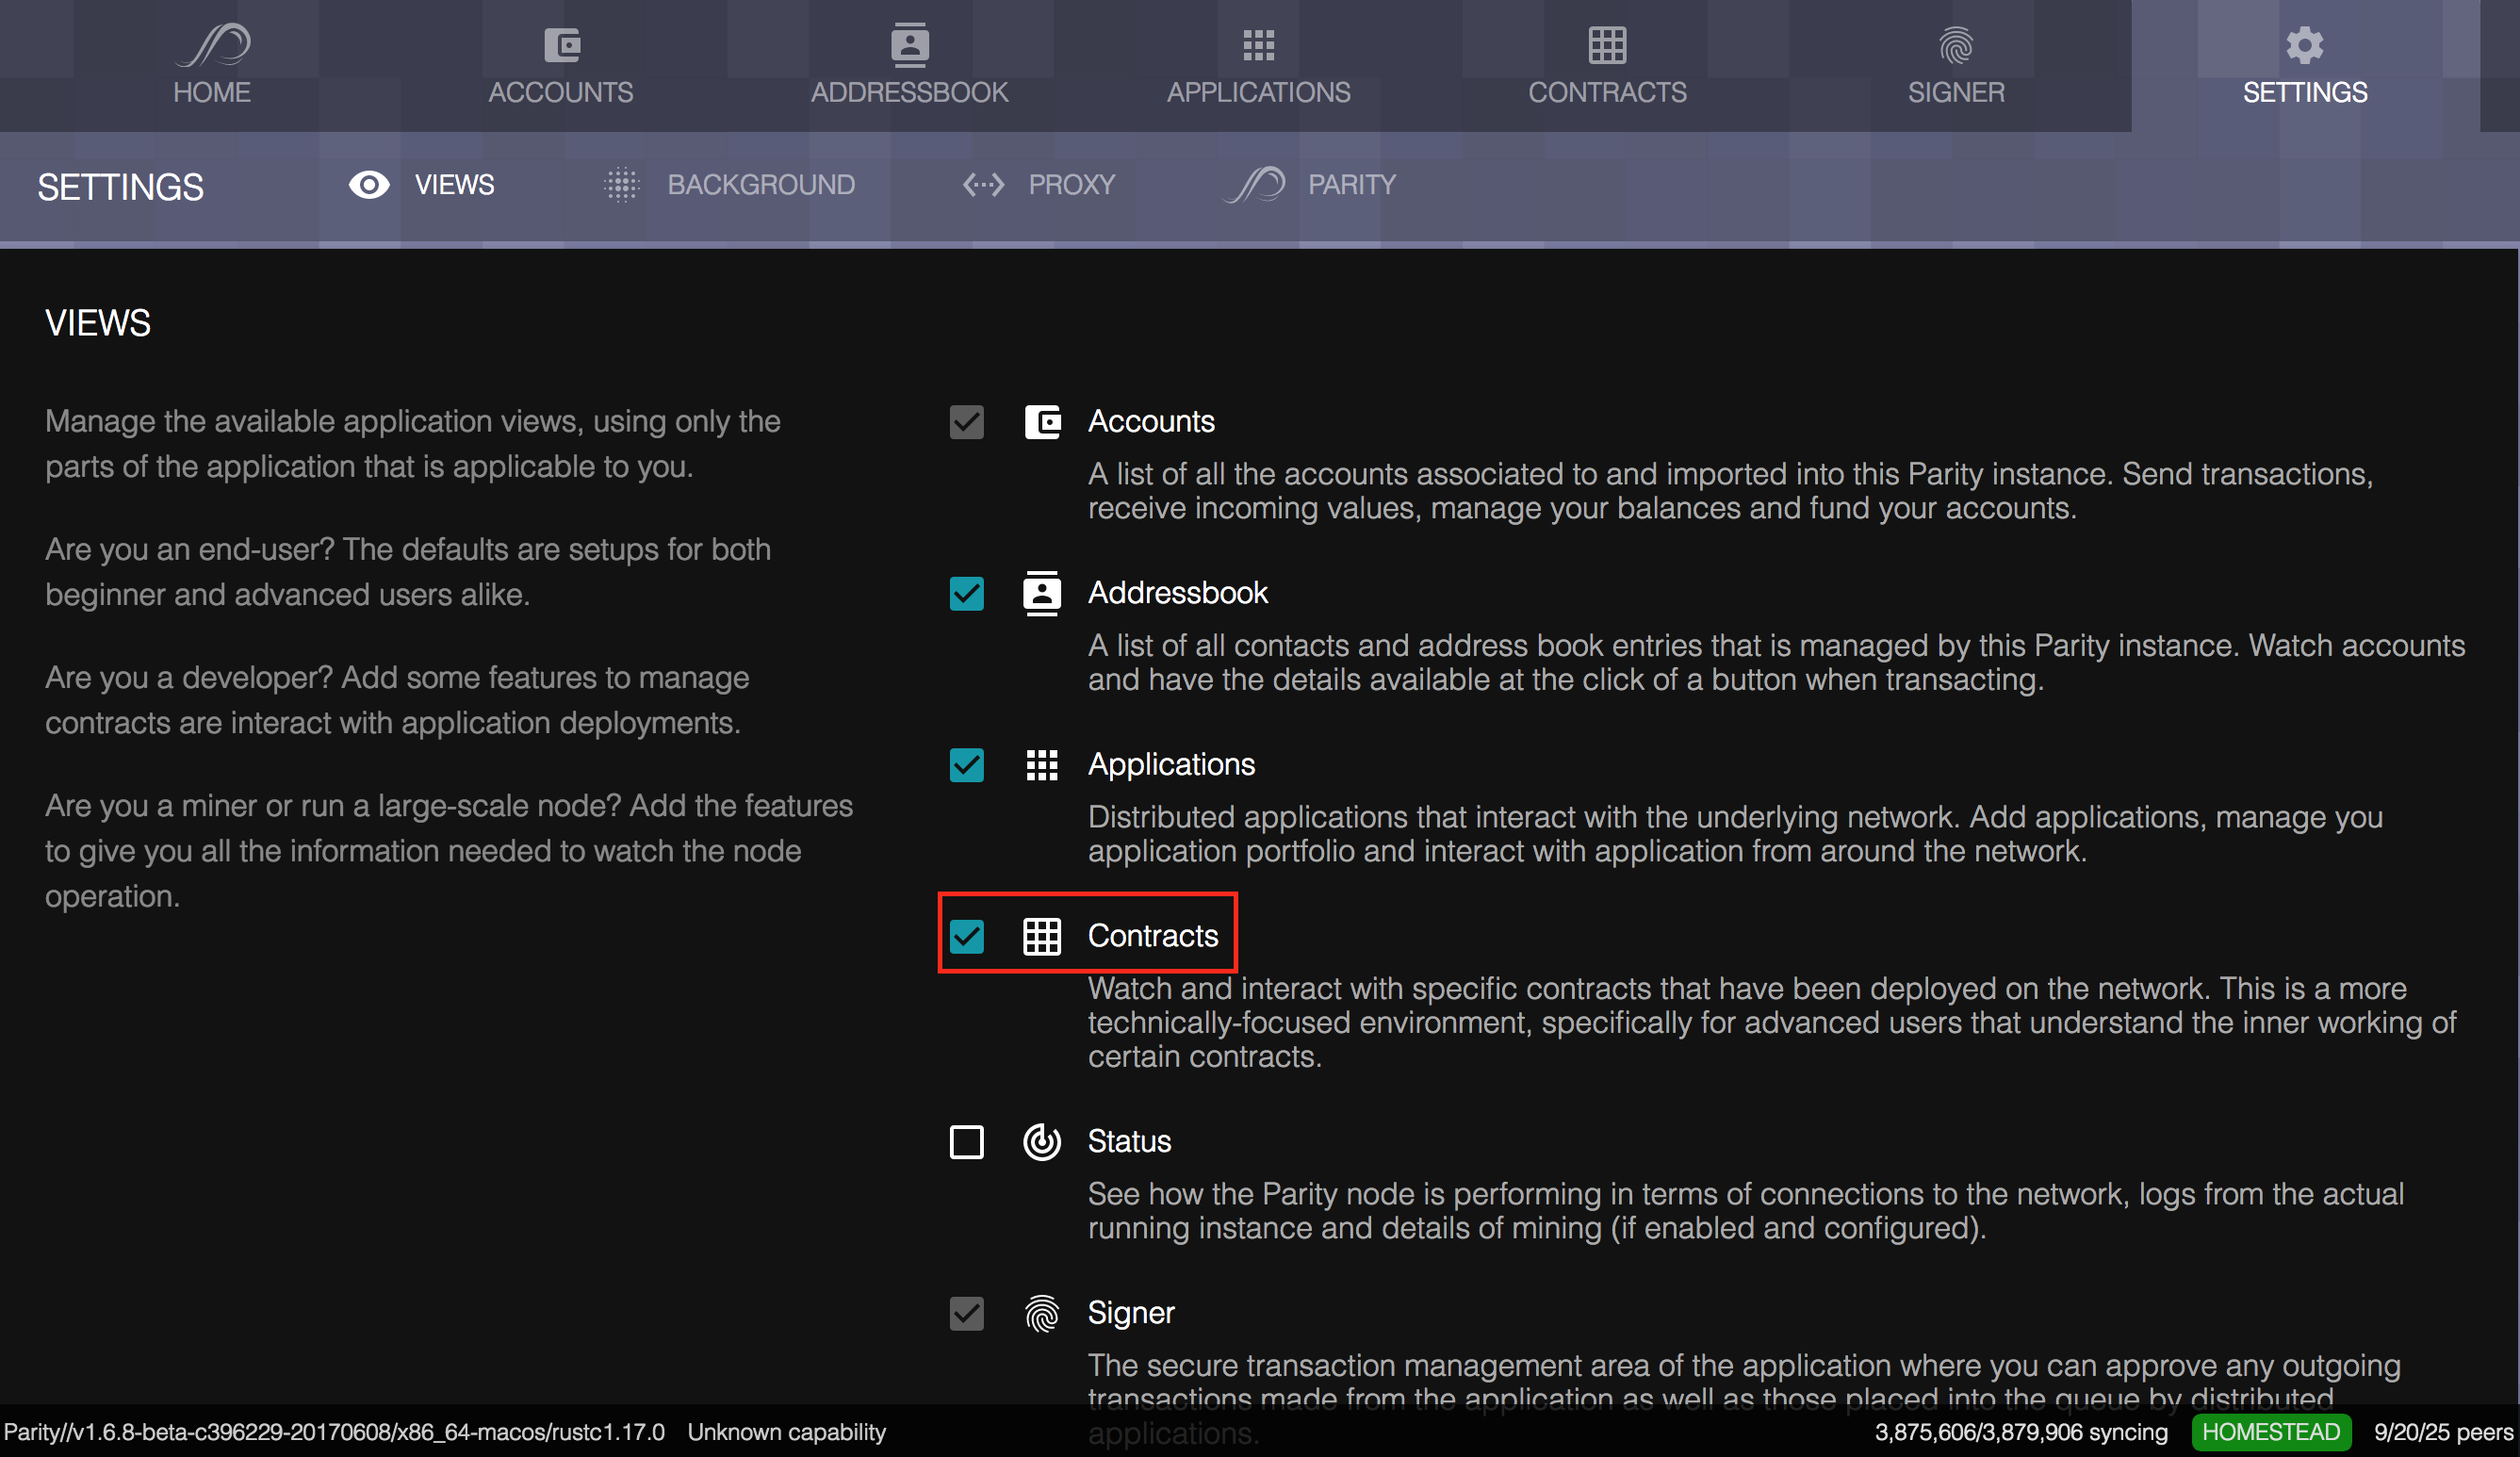 HOME ACCOUNTS ADDRESSBOOK APPLICATIONS CONTRACTS SIGNER SETTINGS
SETTINGS VIEWS BACKGROUND PROXY PARITY
VIEWS
Manage the available application views, using only the
parts of the application that is applicable to you.
Are you an end-user? The defaults are setups for both
beginner and advanced users alike.
Are you a developer? Add some features to manage
contracts are interact with application deployments.
Are you a miner or run a large-scale node? Add the features
to give you all the information needed to watch the node
operation.
Accounts
A list of all the accounts associated to and imported into this Parity instance. Send transactions,
receive incoming values, manage your balances and fund your accounts.
Addressbook
A list of all contacts and address book entries that is managed by this Parity instance. Watch accounts
and have the details available at the click of a button when transacting.
Applications
Distributed applications that interact with the underlying network. Add applications, manage you
application portfolio and interact with application from around the network.
Contracts
Watch and interact with specific contracts that have been deployed on the network. This is a more
technically-focused environment, specifically for advanced users that understand the inner working of
certain contracts.
Status
See how the Parity node is performing in terms of connections to the network, logs from the actual
running instance and details of mining (if enabled and configured).
Signer
The secure transaction management area of the application where you can approve any outgoing
transactions made from the application as well as those placed into the queue by distributed
applications.
Parity//v1.6.8-beta-c396229-20170608/x86_64-macos/rustc1.17.0 Unknown capability 3,875,606/3,879,906 syncing HOMESTEAD 9/20/25 peers